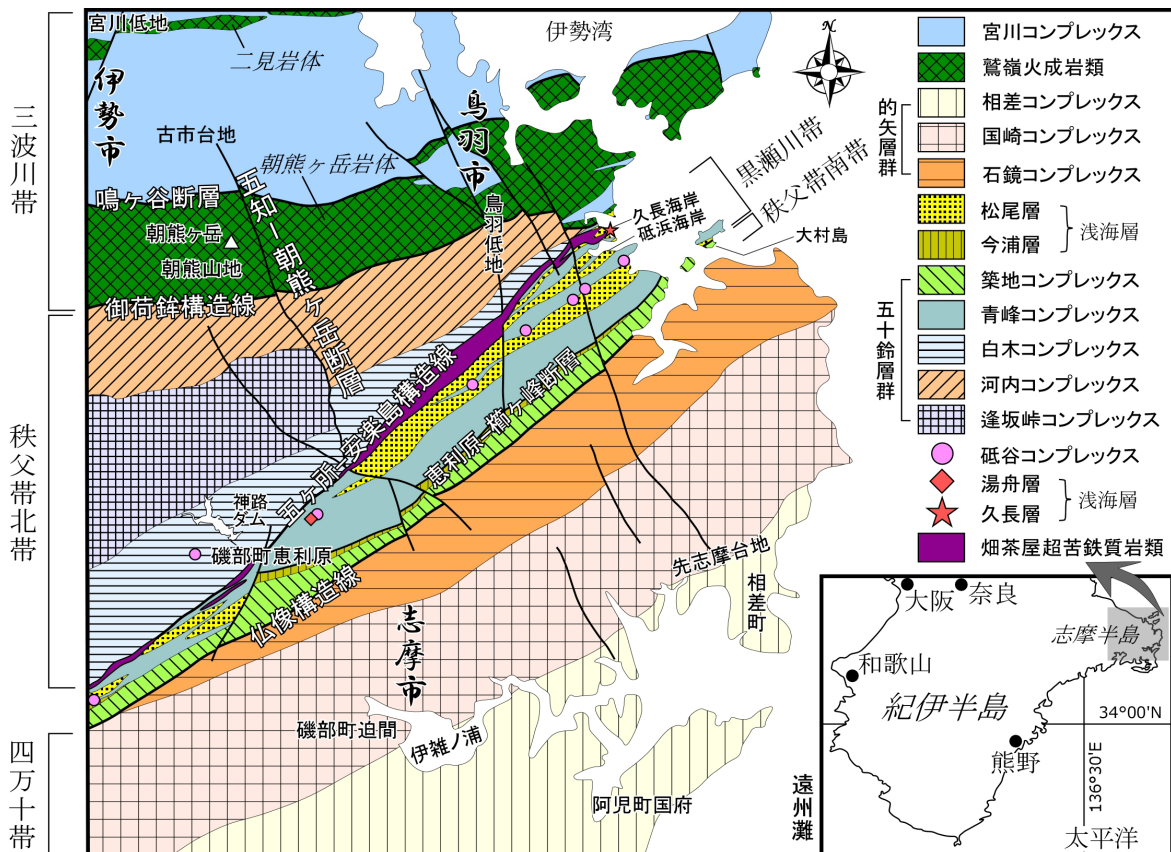 三波川帯
秩父帯北帯
四万十帯
宮川低地
二見岩体
伊勢湾
N
伊勢市
古市台地
鳥羽市
朝熊ヶ岳岩体
鳴ヶ谷断層
朝熊ヶ岳
朝熊山地
五知ー朝熊ヶ岳断層
鳥羽低地
黒瀬川帯
秩父帯南帯
久長海岸
砥浜海岸
大村島
御荷鉾構造線
五ヶ所ー安楽島構造線
恵利原ー櫛ヶ峰断層
神路
ダム
磯部町恵利原
仏像構造線
志摩市
先志摩台地
相差町
磯部町迫間
伊雑ノ浦
阿児町国府
遠州灘
宮川コンプレックス
鷲嶺火成岩類
的矢層群
相差コンプレックス
国崎コンプレックス
石鏡コンプレックス
松尾層
今浦層
浅海層
五十鈴層群
築地コンプレックス
青峰コンプレックス
白木コンプレックス
河内コンプレックス
逢坂峠コンプレックス
砥谷コンプレックス
湯舟層
久長層
浅海層
畑茶屋超苦鉄質岩類
大阪
奈良
志摩半島
和歌山
紀伊半島
34°00'N
熊野
136°30'E
太平洋